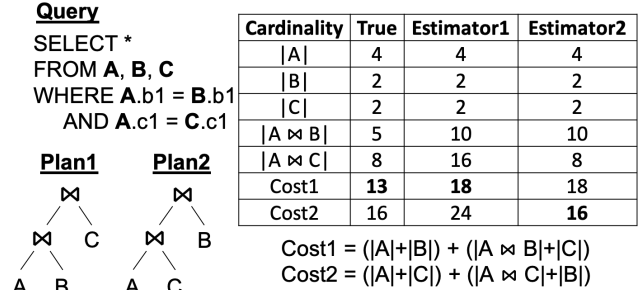 Query
SELECT *
FROM A, B, C
WHERE A.b1 = B.b1
AND A.c1 = C.c1
Plan1 Plan2
⋈ ⋈
⋈ C ⋈ B
A B A C
Cardinality True Estimator1 Estimator2
|A| 4 4 4
|B| 2 2 2
|C| 2 2 2
|A ⋈ B| 5 10 10
|A ⋈ C| 8 16 8
Cost1 13 18 18
Cost2 16 24 16
Cost1 = (|A|+|B|) + (|A ⋈ B|+|C|)
Cost2 = (|A|+|C|) + (|A ⋈ C|+|B|)